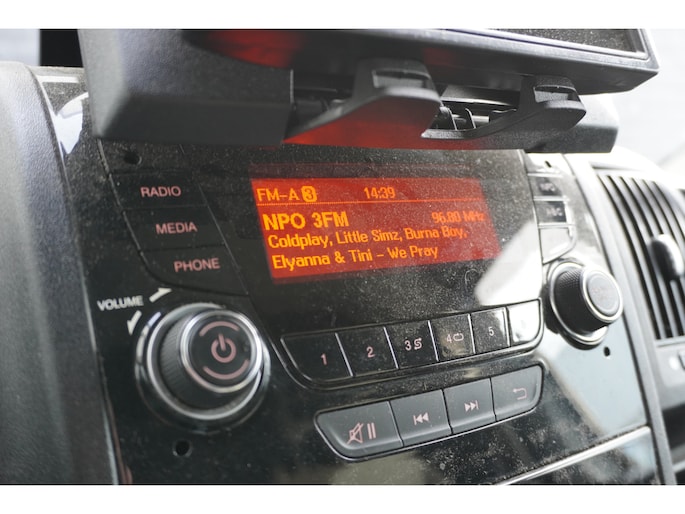 RADIO
MEDIA
PHONE
VOLUME
FM-A 3 14:39
NPO 3FM 96.80 MHz
Coldplay, Little Simz, Burna Boy,
Elyanna & Tini - We Pray
1 2 3 4 5